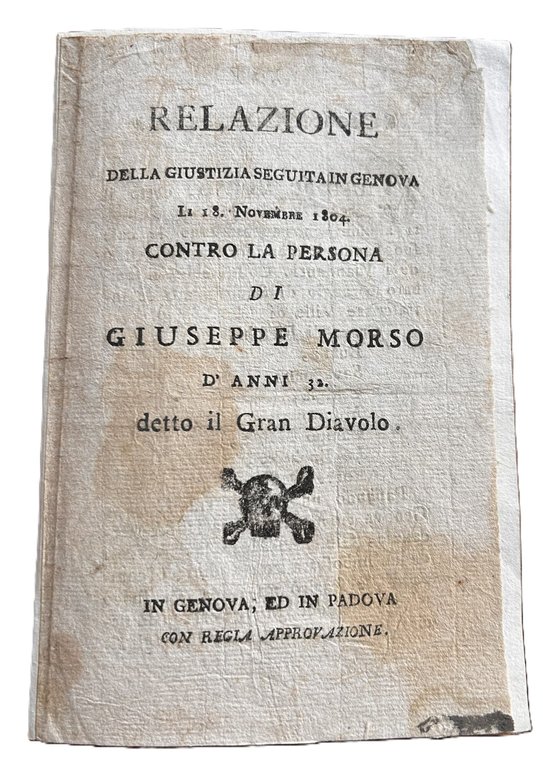 RELAZIONE
DELLA GIUSTIZIA SEGUITA IN GENOVA
Li 18. Novembre 1804.
CONTRO LA PERSONA
DI
GIUSEPPE MORSO
D' ANNI 32.
detto il Gran Diavolo.
IN GENOVA; ED IN PADOVA
CON REGIA APPROVAZIONE.